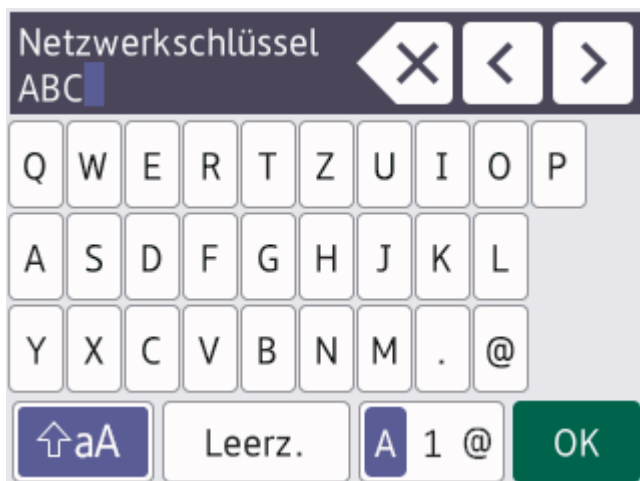 Netzwerkschlüssel
ABC
Q W E R T Z U I O P
A S D F G H J K L
Y X C V B N M . @
aA Leerz. A 1 @ OK